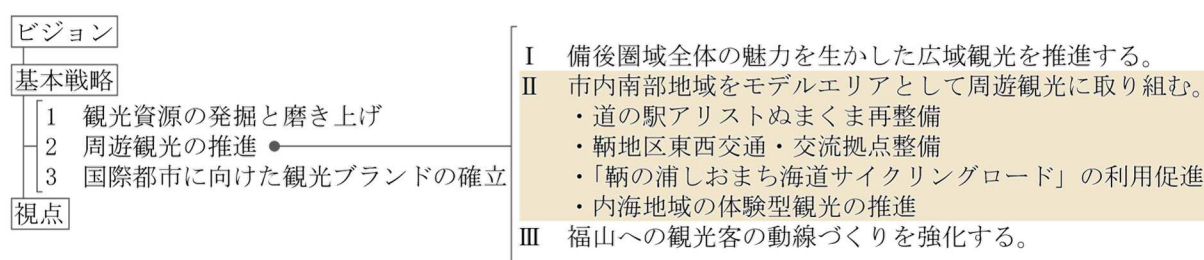 ビジョン
基本戦略
1 観光資源の発掘と磨き上げ
2 周遊観光の推進
3 国際都市に向けた観光ブランドの確立
視点
Ⅰ 備後圏域全体の魅力を生かした広域観光を推進する。
Ⅱ 市内南部地域をモデルエリアとして周遊観光に取り組む。
・道の駅アリストぬまくま再整備
・鞆地区東西交通・交流拠点整備
・「鞆の浦しおまち海道サイクリングロード」の利用促進
・内海地域の体験型観光の推進
Ⅲ 福山への観光客の動線づくりを強化する。